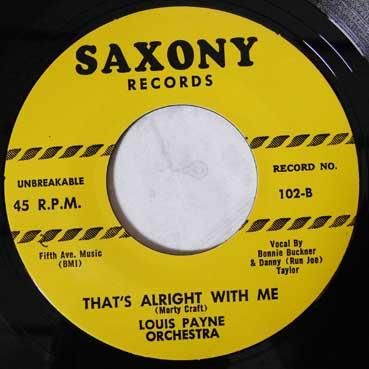 SAXONY
RECORDS
UNBREAKABLE
45 R.P.M.
RECORD NO.
102-B
Fifth Ave. Music
(BMI)
Vocal By
Bonnie Buckner
& Danny (Run Joe)
Taylor
THAT'S ALRIGHT WITH ME
(Morty Craft)
LOUIS PAYNE
ORCHESTRA